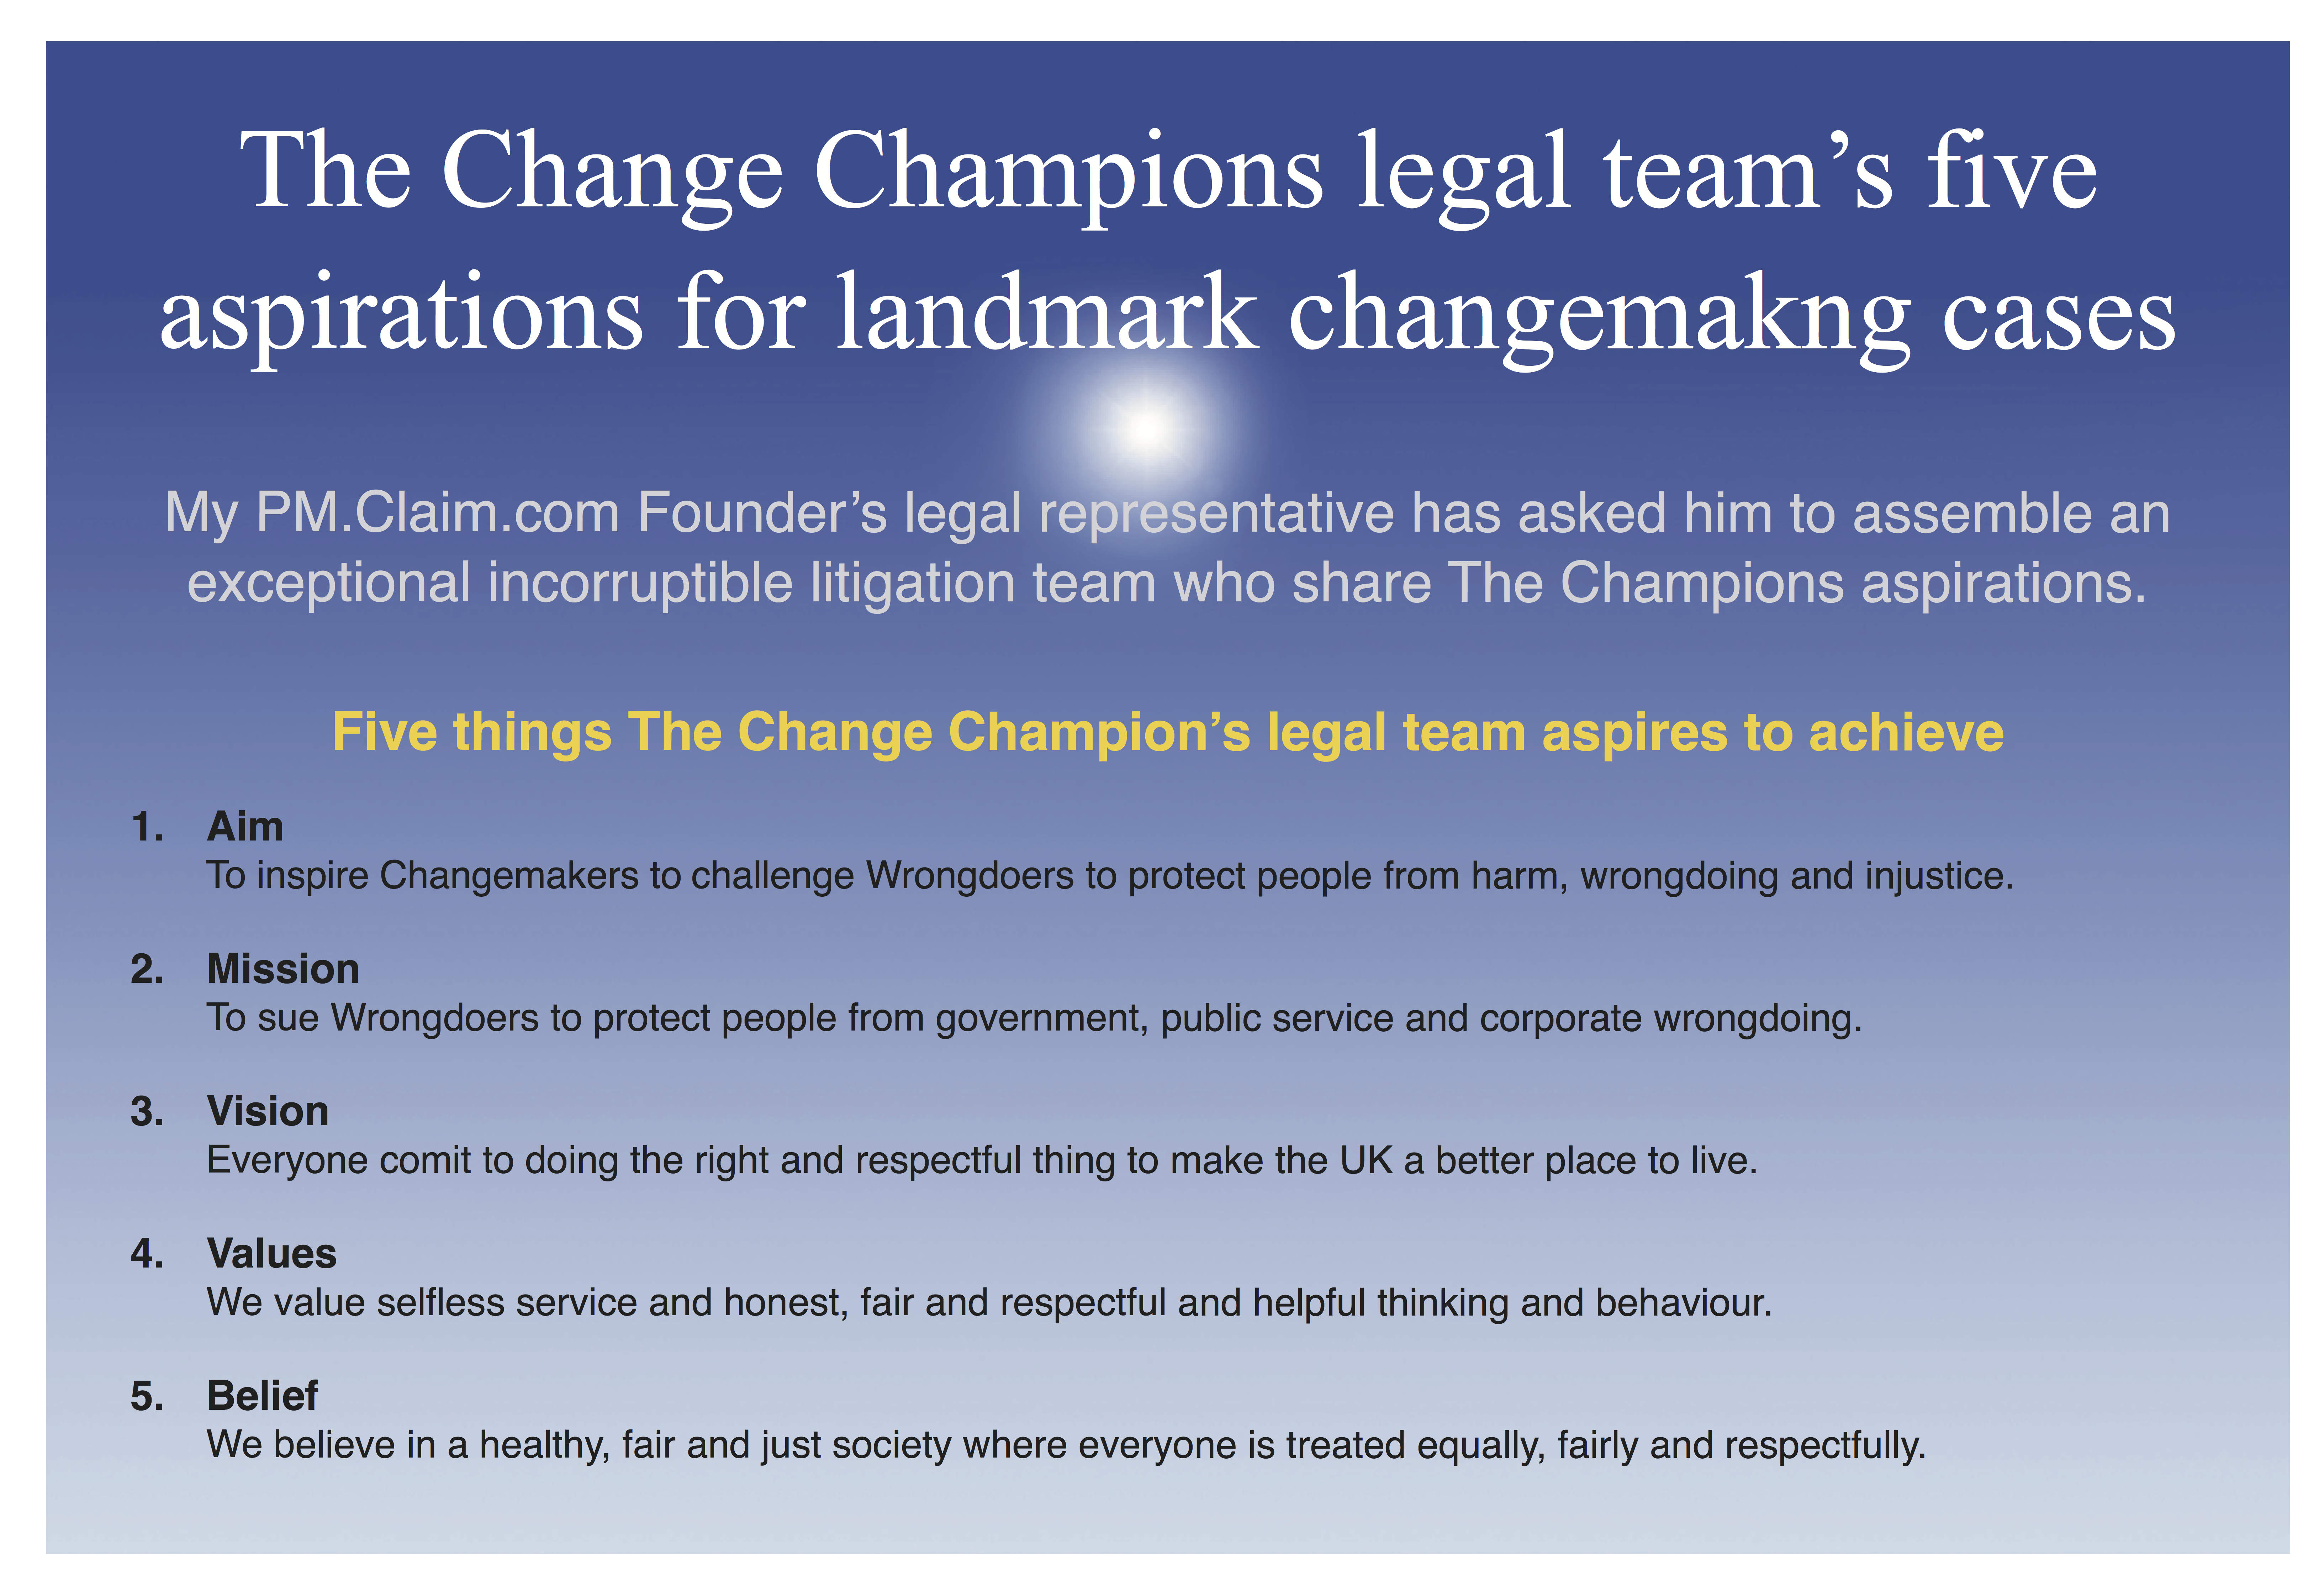 The Change Champions legal team’s five
aspirations for landmark changemakng cases
My PM.Claim.com Founder’s legal representative has asked him to assemble an
exceptional incorruptible litigation team who share The Champions aspirations.
Five things The Change Champion’s legal team aspires to achieve
1. Aim
To inspire Changemakers to challenge Wrongdoers to protect people from harm, wrongdoing and injustice.
2. Mission
To sue Wrongdoers to protect people from government, public service and corporate wrongdoing.
3. Vision
Everyone comit to doing the right and respectful thing to make the UK a better place to live.
4. Values
We value selfless service and honest, fair and respectful and helpful thinking and behaviour.
5. Belief
We believe in a healthy, fair and just society where everyone is treated equally, fairly and respectfully.